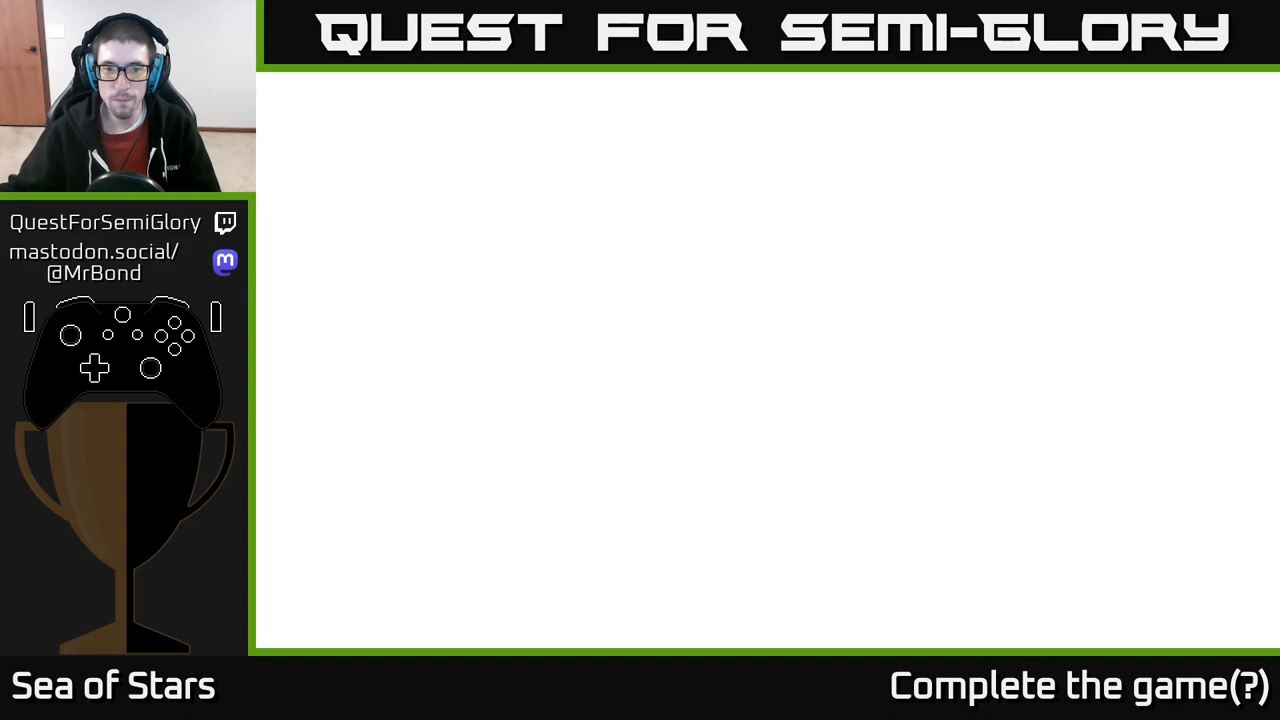 QUEST FOR SEMI-GLORY
QuestForSemiGlory
mastodon.social/
@MrBond
Sea of Stars
Complete the game(?)